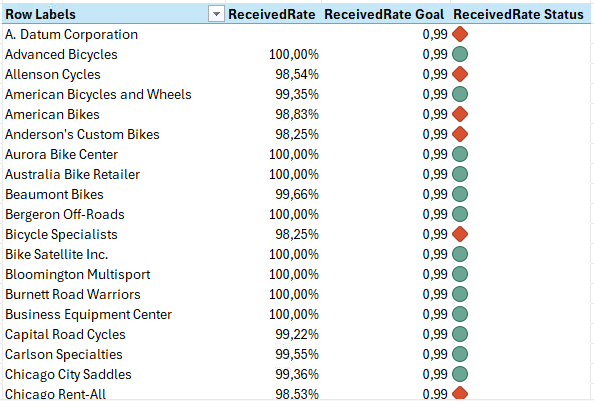 Row Labels ReceivedRate ReceivedRate Goal ReceivedRate Status
A. Datum Corporation 0,99
Advanced Bicycles 100,00% 0,99
Allenson Cycles 98,54% 0,99
American Bicycles and Wheels 99,35% 0,99
American Bikes 98,83% 0,99
Anderson's Custom Bikes 98,25% 0,99
Aurora Bike Center 100,00% 0,99
Australia Bike Retailer 100,00% 0,99
Beaumont Bikes 99,66% 0,99
Bergeron Off-Roads 100,00% 0,99
Bicycle Specialists 98,25% 0,99
Bike Satellite Inc. 100,00% 0,99
Bloomington Multisport 100,00% 0,99
Burnett Road Warriors 100,00% 0,99
Business Equipment Center 100,00% 0,99
Capital Road Cycles 99,22% 0,99
Carlson Specialties 99,55% 0,99
Chicago City Saddles 99,36% 0,99
Chicago Rent-All 98,53% 0,99